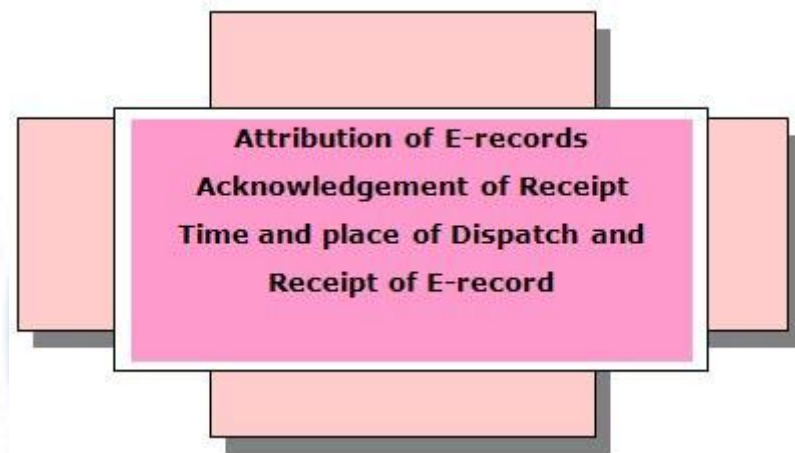 Attribution of E-records
Acknowledgement of Receipt
Time and place of Dispatch and
Receipt of E-record